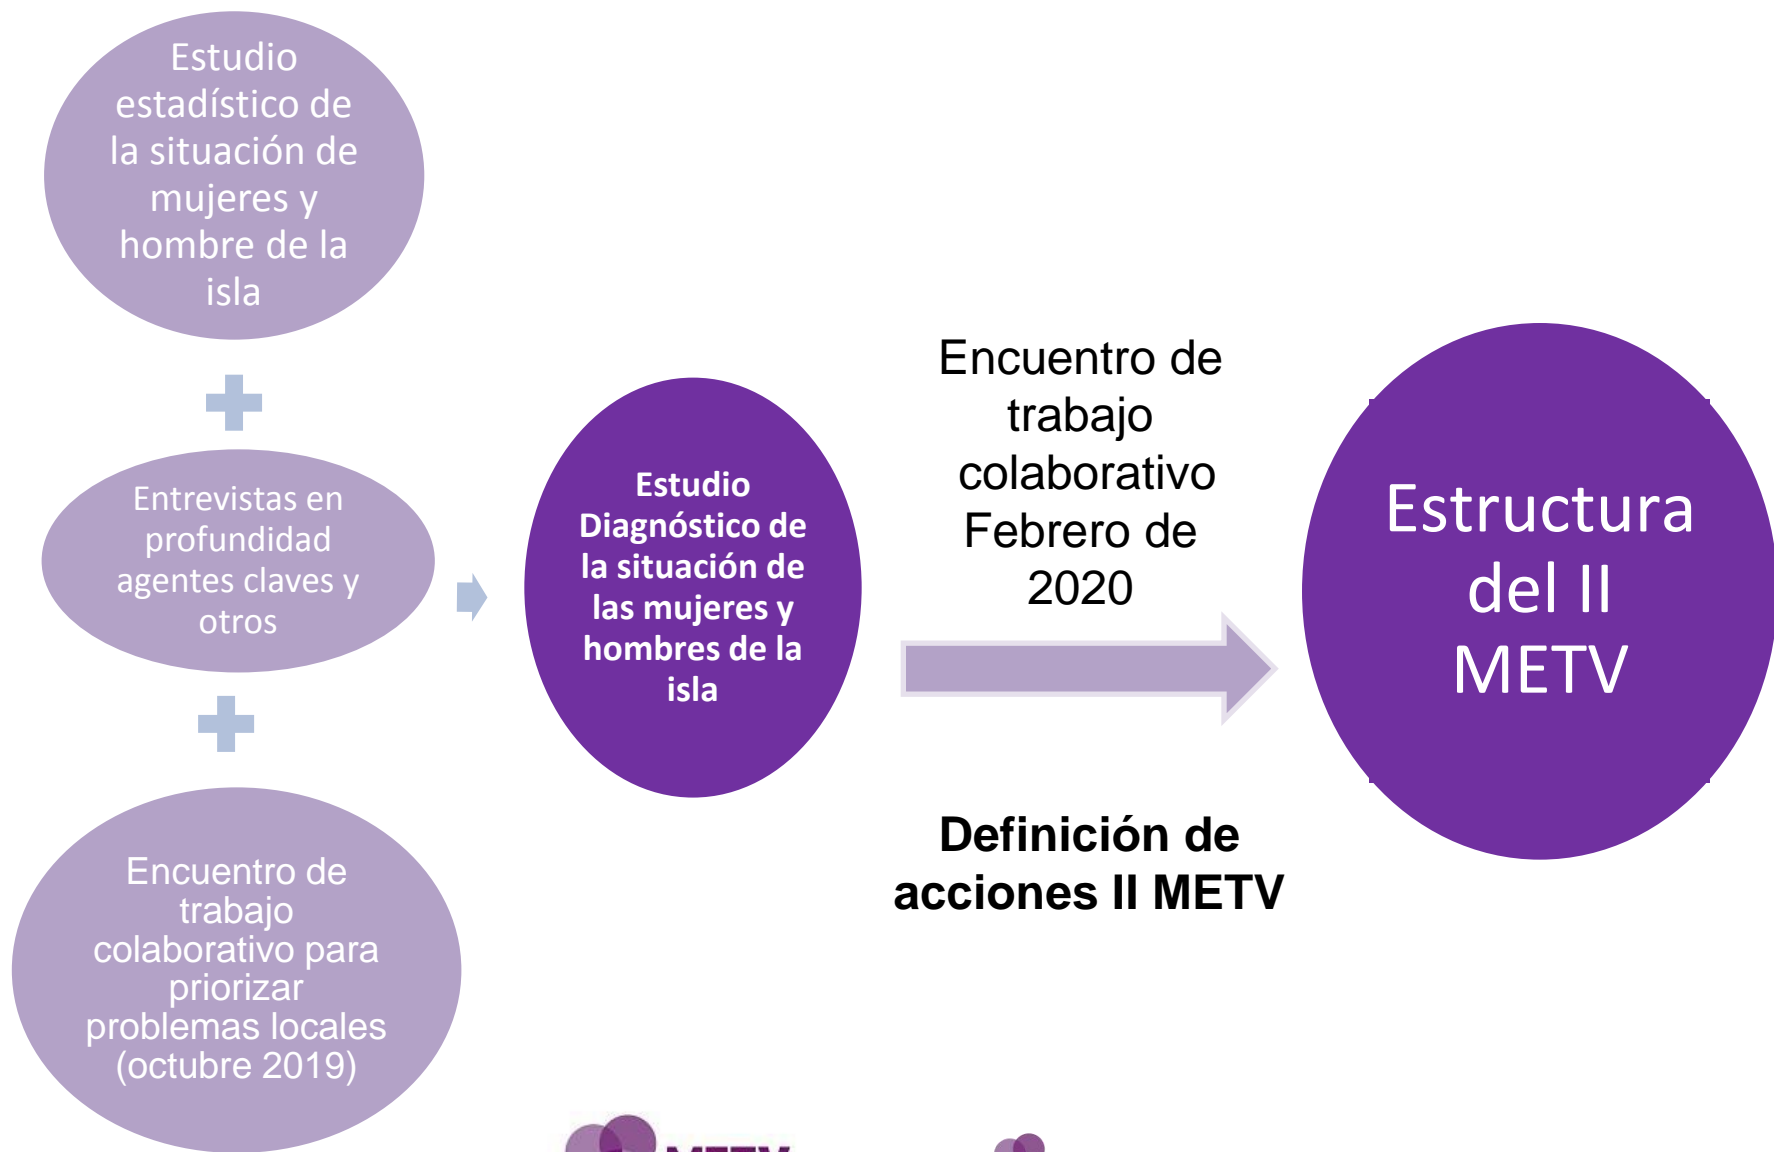 Estudio
estadístico de
la situación de
mujeres y
hombre de la
isla
Entrevistas en
profundidad
agentes claves y
otros
Encuentro de
trabajo
colaborativo para
priorizar
problemas locales
(octubre 2019)
Estudio
Diagnóstico de
la situación de
las mujeres y
hombres de la
isla
Encuentro de
trabajo
colaborativo
Febrero de
2020
Definición de
acciones II METV
Estructura
del II
METV
METV